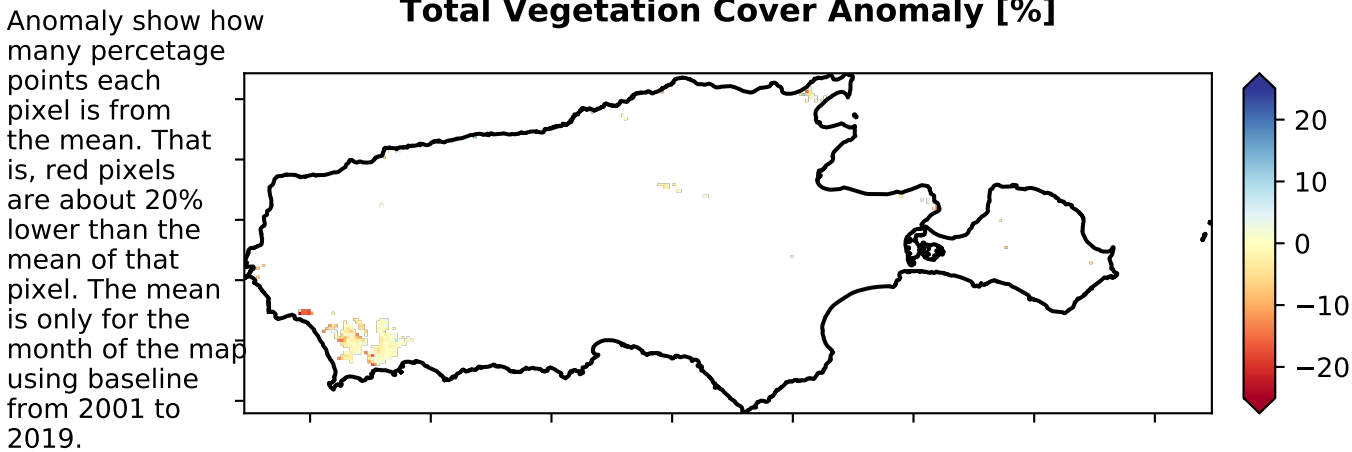 Total Vegetation Cover Anomaly [%]
Anomaly show how
many percetage
points each
pixel is from
the mean. That
is, red pixels
are about 20%
lower than the
mean of that
pixel. The mean
is only for the
month of the map
using baseline
from 2001 to
2019.
20
10
0
−10
−20